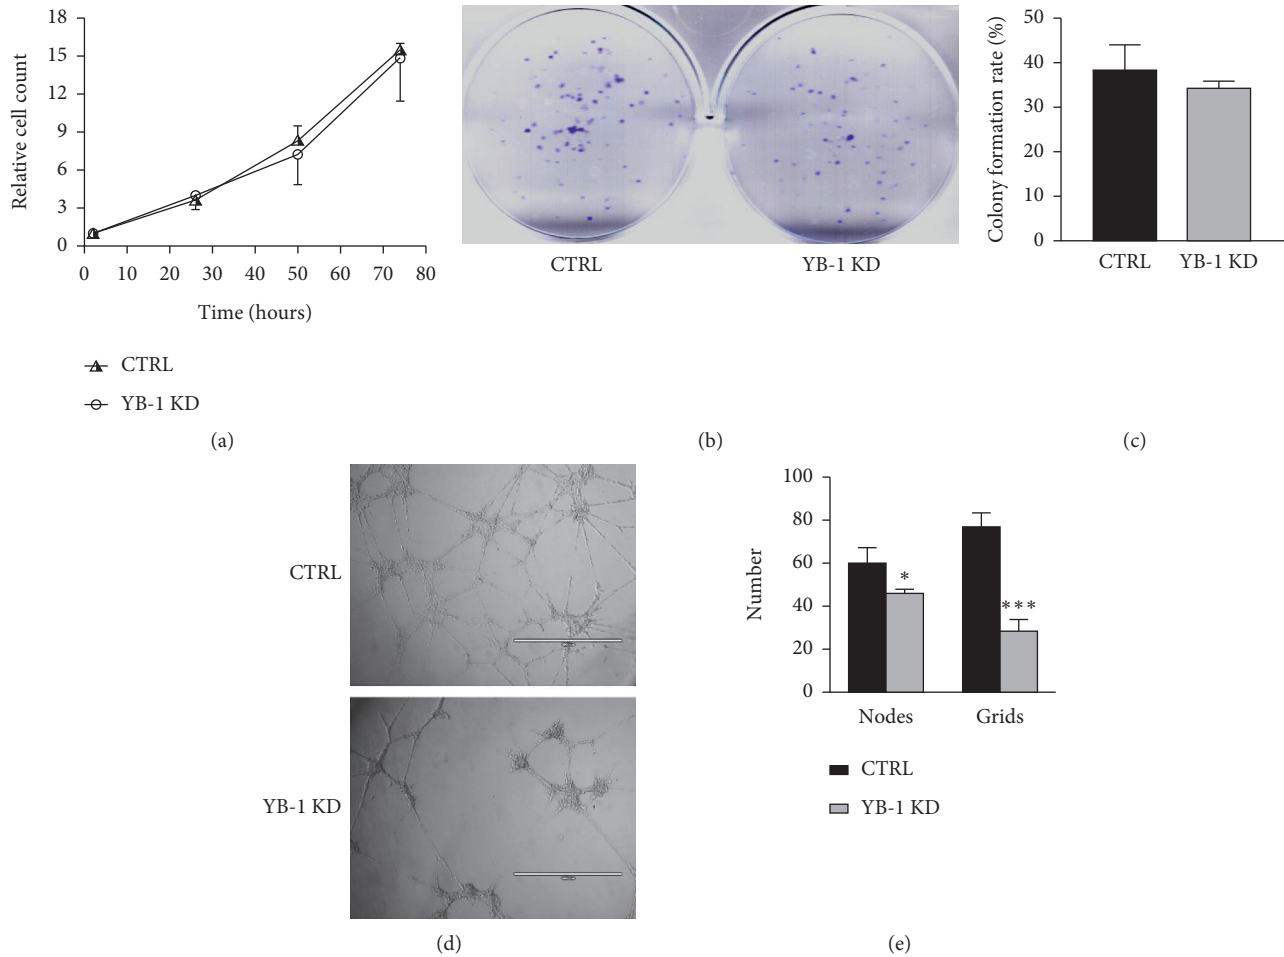 Relative cell count
18
15
12
9
6
3
0
0 10 20 30 40 50 60 70 80
Time (hours)
CTRL
YB-1 KD
(a)
CTRL YB-1 KD
(b)
Colony formation rate (%)
50
40
30
20
10
0
CTRL YB-1 KD
(c)
CTRL
YB-1 KD
(d)
Number
100
80
60
40
20
0
*
***
Nodes Grids
CTRL
YB-1 KD
(e)